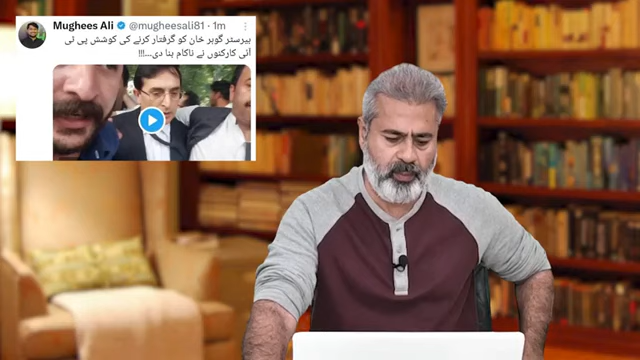 Mughees Ali @mugheesali81 · 1m
بیرسٹر گوہر خان کو گرفتار کرنے کی کوشش پی ٹی
آئی کارکنوں نے ناکام بنا دی....!!!